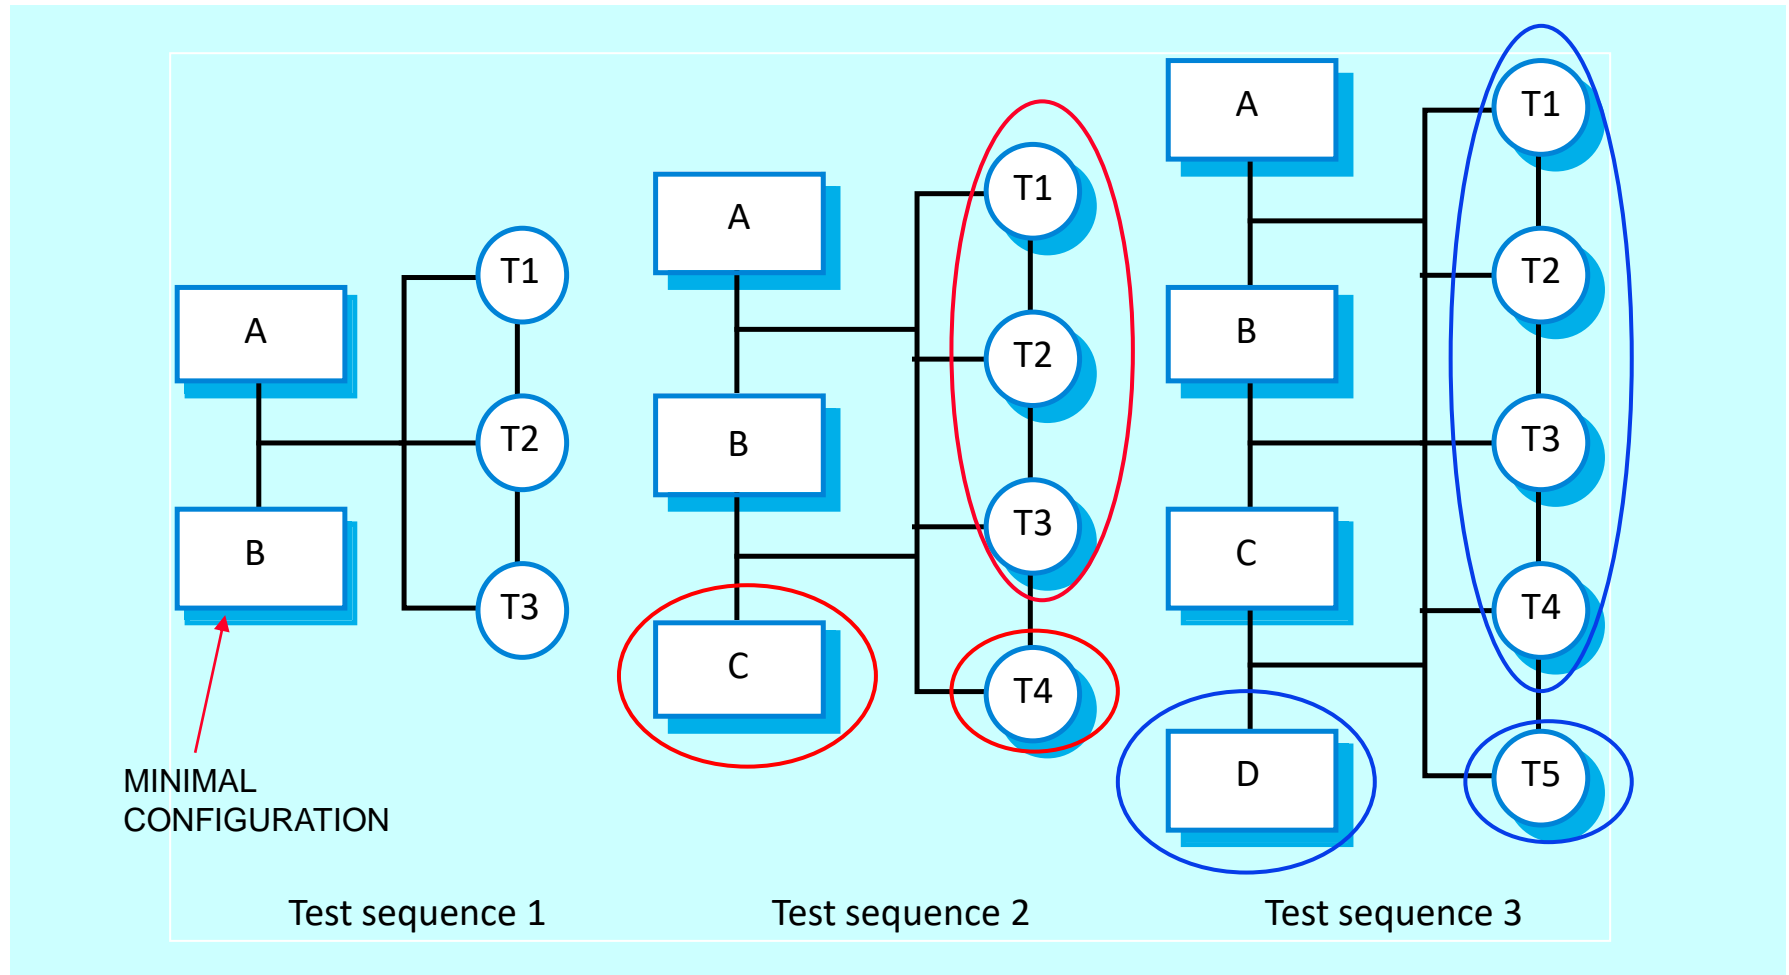 A
B
T1
T2
T3
MINIMAL
CONFIGURATION
Test sequence 1
A
B
C
T1
T2
T3
T4
Test sequence 2
A
B
C
D
T1
T2
T3
T4
T5
Test sequence 3